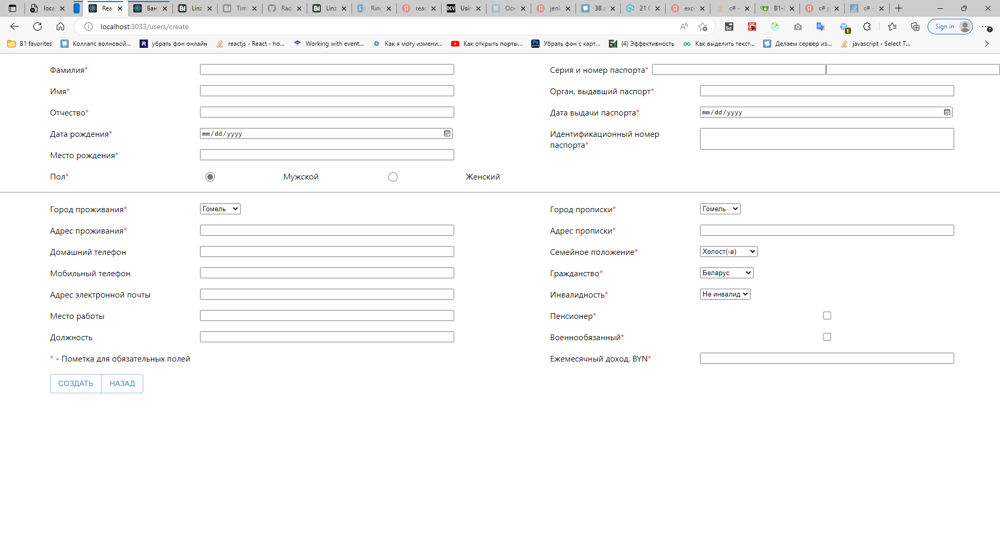 loca
Rea
Бан
Linz
Tim
Rad
Linz
Ring
reac
DEV Usin
Осн
jenk
38 л
21 C
exce
c# -
B1-
c# p
c# -
localhost:3033/users/create
Sign in
B1 favorites
Коллапс волновой...
убрать фон онлайн
reactjs - React - ho...
Working with event...
Как я могу измени...
Как открыть порты...
Убрать фон с карт...
(4) Эффективность
Как выделить текст...
Делаем сервер из...
javascript - Select T...
Фамилия*
Серия и номер паспорта*
Имя*
Орган, выдавший паспорт*
Отчество*
Дата выдачи паспорта* mm/dd/yyyy
Дата рождения* mm/dd/yyyy
Идентификационный номер
паспорта*
Место рождения*
Пол* Мужской Женский
Город проживания* Гомель
Город прописки* Гомель
Адрес проживания*
Адрес прописки*
Домашний телефон
Семейное положение* Холост(-а)
Мобильный телефон
Гражданство* Беларус
Адрес электронной почты
Инвалидность* Не инвалид
Место работы
Пенсионер*
Должность
Военнообязанный*
* - Пометка для обязательных полей
Ежемесячный доход, BYN*
СОЗДАТЬ НАЗАД